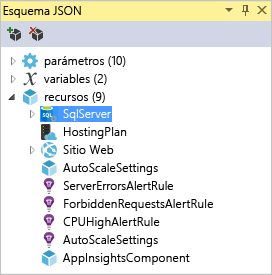 Esquema JSON
parámetros (10)
variables (2)
recursos (9)
SqlServer
HostingPlan
Sitio Web
AutoScaleSettings
ServerErrorsAlertRule
ForbiddenRequestsAlertRule
CPUHighAlertRule
AutoScaleSettings
AppInsightsComponent